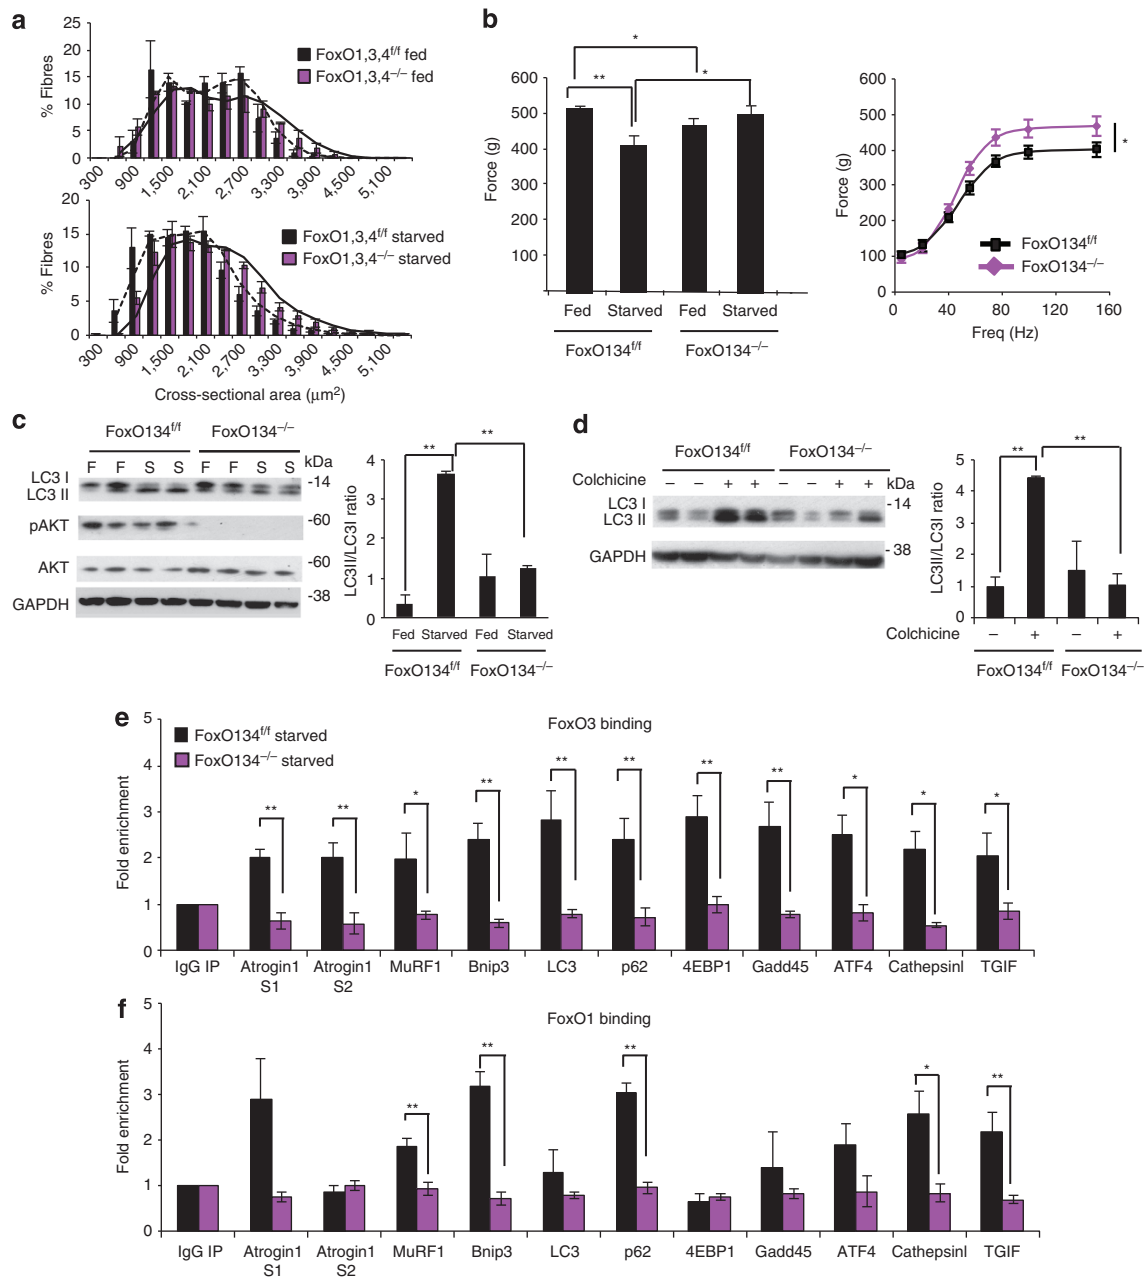 a
25
20
15
10
5
0
% Fibres
FoxO1,3,4f/f fed
FoxO1,3,4–/– fed
300
900
1,500
2,100
2,700
3,300
3,900
4,500
5,100
20
15
10
5
0
% Fibres
FoxO1,3,4f/f starved
FoxO1,3,4–/– starved
300
900
1,500
2,100
2,700
3,300
3,900
4,500
5,100
Cross-sectional area (μm2)
b
600
500
400
300
200
100
Force (g)
*
**
*
Fed Starved Fed Starved
FoxO134f/f FoxO134–/–
600
500
400
300
200
100
0
Force (g)
*
FoxO134f/f
FoxO134–/–
0 40 80 120 160
Freq (Hz)
c
FoxO134f/f FoxO134–/–
F F S S F F S S
kDa
LC3 I
LC3 II
-14
pAKT
-60
AKT
-60
GAPDH
-38
4
3
2
1
0
LC3II/LC3I ratio
**
**
Fed Starved Fed Starved
FoxO134f/f FoxO134–/–
d
FoxO134f/f FoxO134–/–
Colchicine – – + + – – + + kDa
LC3 I
LC3 II
-14
GAPDH
-38
5
4
3
2
1
0
LC3II/LC3I ratio
**
**
Colchicine – + – +
FoxO134f/f FoxO134–/–
e
FoxO3 binding
FoxO134f/f starved
FoxO134–/– starved
5
4
3
2
1
0
Fold enrichment
** ** * ** ** ** ** ** * * *
IgG IP Atrogin1 S1 Atrogin1 S2 MuRF1 Bnip3 LC3 p62 4EBP1 Gadd45 ATF4 Cathepsinl TGIF
f
FoxO1 binding
5
4
3
2
1
0
Fold enrichment
** ** ** * **
IgG IP Atrogin1 S1 Atrogin1 S2 MuRF1 Bnip3 LC3 p62 4EBP1 Gadd45 ATF4 Cathepsinl TGIF